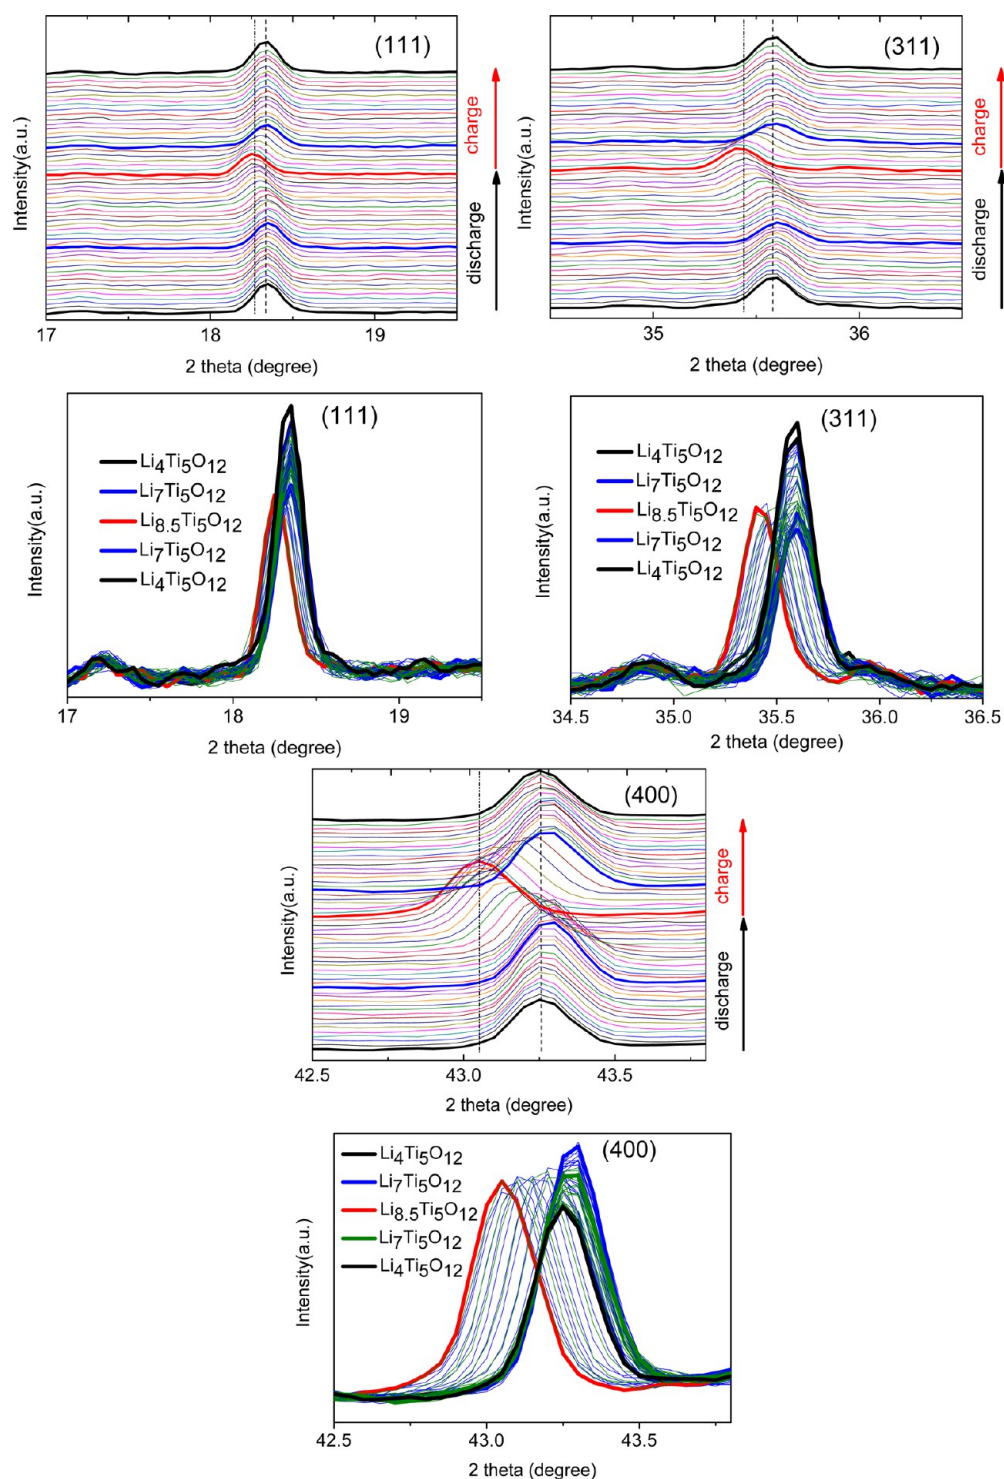 (111)
Intensity(a.u.)
17 18 19
2 theta (degree)
discharge
charge
(311)
Intensity(a.u.)
35 36
2 theta (degree)
discharge
charge
(111)
Li4Ti5O12
Li7Ti5O12
Li8.5Ti5O12
Li7Ti5O12
Li4Ti5O12
Intensity(a.u.)
17 18 19
2 theta (degree)
(311)
Li4Ti5O12
Li7Ti5O12
Li8.5Ti5O12
Li7Ti5O12
Li4Ti5O12
Intensity(a.u.)
34.5 35.0 35.5 36.0 36.5
2 theta (degree)
(400)
Intensity(a.u.)
42.5 43.0 43.5
2 theta (degree)
discharge
charge
(400)
Li4Ti5O12
Li7Ti5O12
Li8.5Ti5O12
Li7Ti5O12
Li4Ti5O12
Intensity(a.u.)
42.5 43.0 43.5
2 theta (degree)